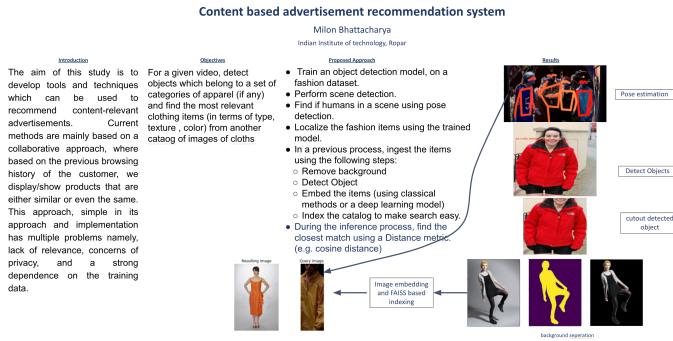 Content based advertisement recommendation system
Milon Bhattacharya
Indian Institute of technology, Ropar
Introduction
The aim of this study is to
develop tools and techniques
which can be used to
recommend content-relevant
advertisements. Current
methods are mainly based on a
collaborative approach, where
based on the previous browsing
history of the customer, we
display/show products that are
either similar or even the same.
This approach, simple in its
approach and implementation
has multiple problems namely,
lack of relevance, concerns of
privacy, and a strong
dependence on the training
data.
Objectives
For a given video, detect
objects which belong to a set of
categories of apparel (if any)
and find the most relevant
clothing items (in terms of type,
texture , color) from another
cataog of images of cloths
Proposed Approach
● Train an object detection model, on a
fashion dataset.
● Perform scene detection.
● Find if humans in a scene using pose
detection.
● Localize the fashion items using the trained
model.
● In a previous process, ingest the items
using the following steps:
○ Remove background
○ Detect Object
○ Embed the items (using classical
methods or a deep learning model)
○ Index the catalog to make search easy.
● During the inference process, find the
closest match using a Distance metric.
(e.g. cosine distance)
Results
Pose estimation
Detect Objects
cutout detected
object
Resulting Image
Query Image
Image embedding
and FAISS based
indexing
background seperation